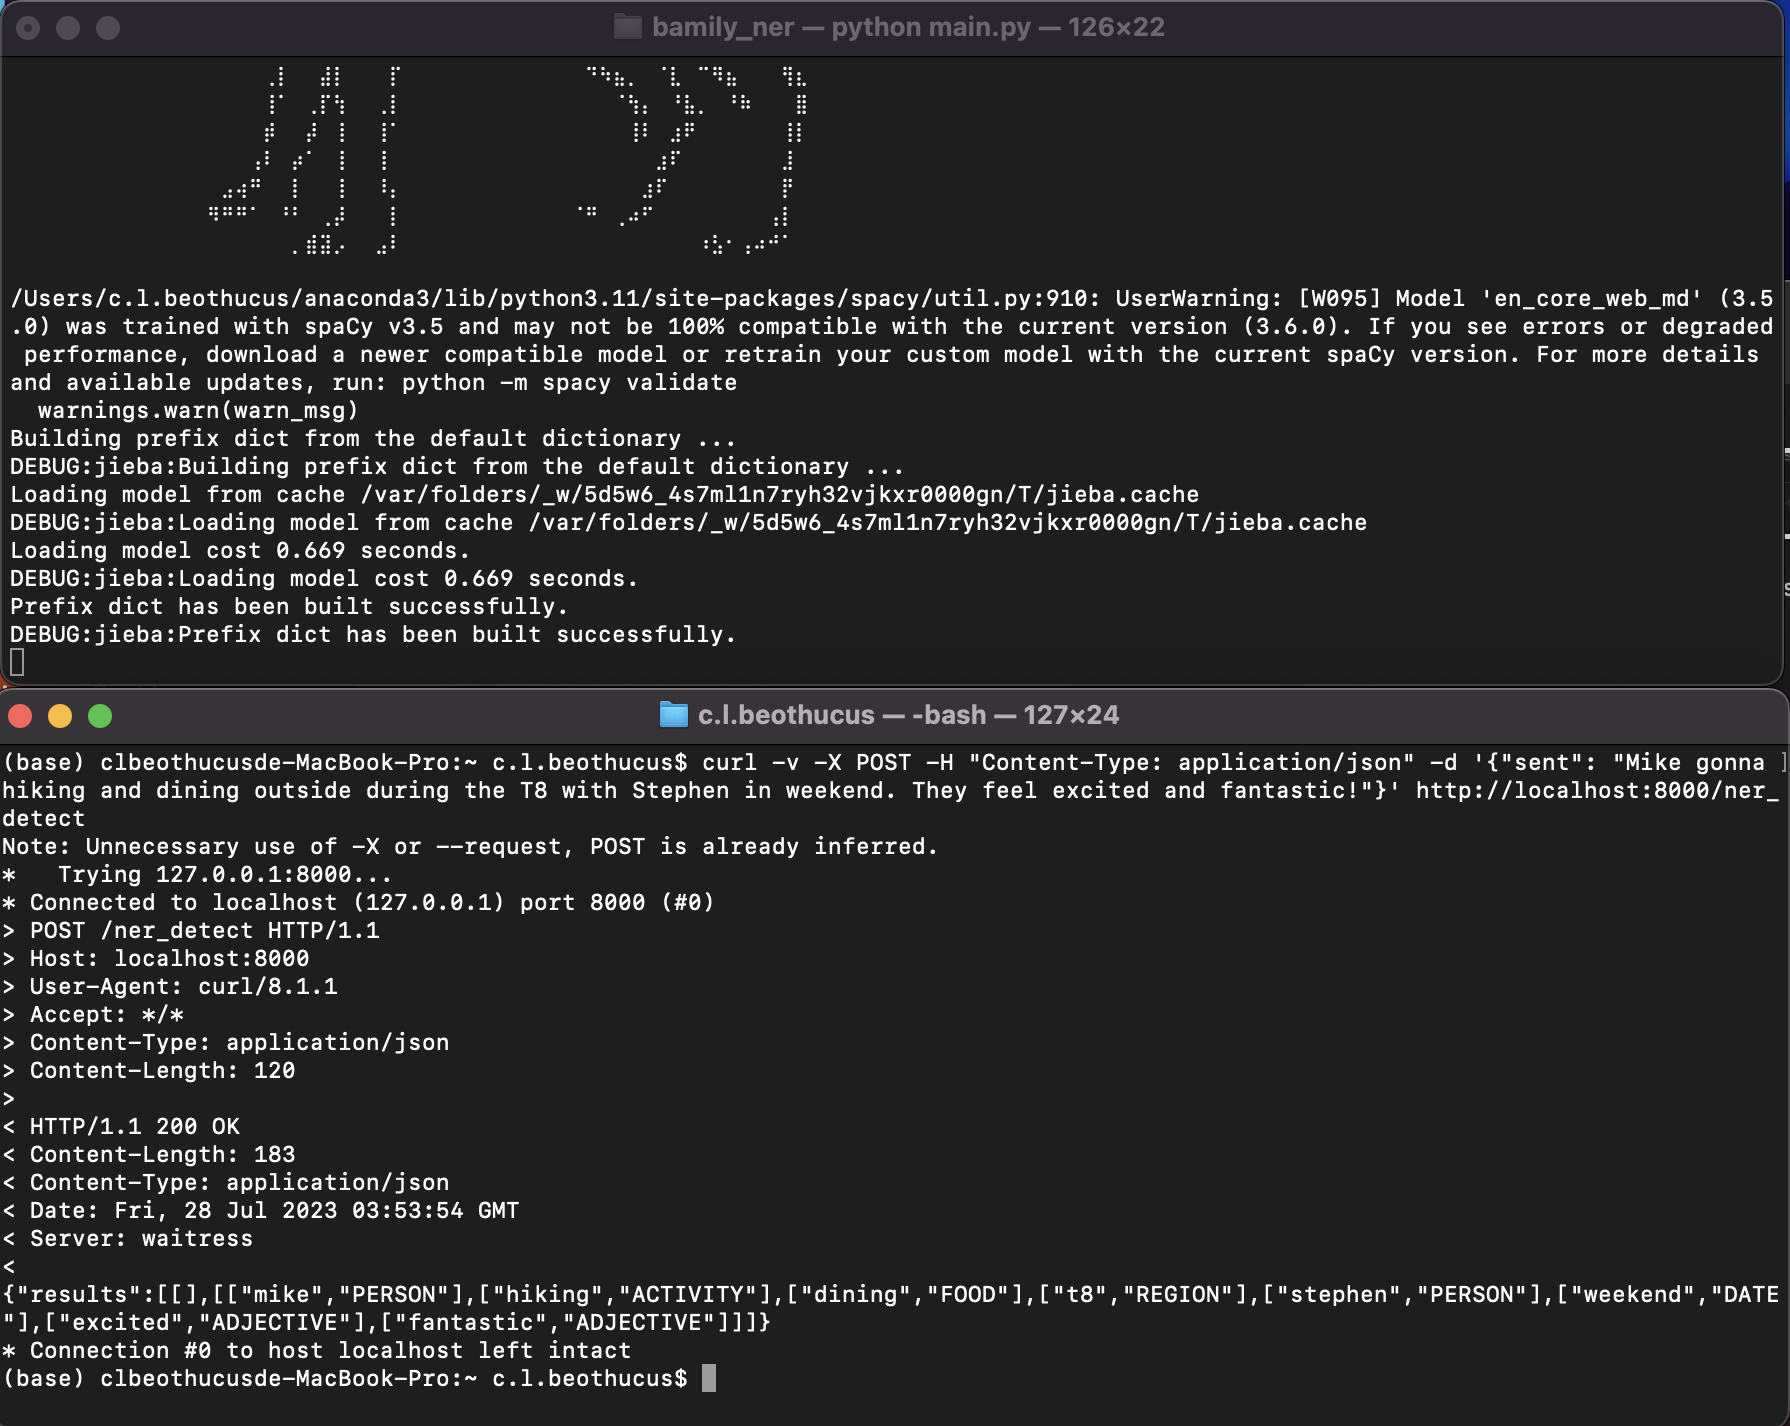 bamily_ner — python main.py — 126×22
/Users/c.l.beothucus/anaconda3/lib/python3.11/site-packages/spacy/util.py:910: UserWarning: [W095] Model 'en_core_web_md' (3.5
.0) was trained with spaCy v3.5 and may not be 100% compatible with the current version (3.6.0). If you see errors or degraded
 performance, download a newer compatible model or retrain your custom model with the current spaCy version. For more details
and available updates, run: python -m spacy validate
  warnings.warn(warn_msg)
Building prefix dict from the default dictionary ...
DEBUG:jieba:Building prefix dict from the default dictionary ...
Loading model from cache /var/folders/_w/5d5w6_4s7ml1n7ryh32vjkxr0000gn/T/jieba.cache
DEBUG:jieba:Loading model from cache /var/folders/_w/5d5w6_4s7ml1n7ryh32vjkxr0000gn/T/jieba.cache
Loading model cost 0.669 seconds.
DEBUG:jieba:Loading model cost 0.669 seconds.
Prefix dict has been built successfully.
DEBUG:jieba:Prefix dict has been built successfully.
c.l.beothucus — -bash — 127×24
(base) clbeothucusde-MacBook-Pro:~ c.l.beothucus$ curl -v -X POST -H "Content-Type: application/json" -d '{"sent": "Mike gonna ]
hiking and dining outside during the T8 with Stephen in weekend. They feel excited and fantastic!"}' http://localhost:8000/ner_
detect
Note: Unnecessary use of -X or --request, POST is already inferred.
*   Trying 127.0.0.1:8000...
* Connected to localhost (127.0.0.1) port 8000 (#0)
> POST /ner_detect HTTP/1.1
> Host: localhost:8000
> User-Agent: curl/8.1.1
> Accept: */*
> Content-Type: application/json
> Content-Length: 120
>
< HTTP/1.1 200 OK
< Content-Length: 183
< Content-Type: application/json
< Date: Fri, 28 Jul 2023 03:53:54 GMT
< Server: waitress
<
{"results":[[],[["mike","PERSON"],["hiking","ACTIVITY"],["dining","FOOD"],["t8","REGION"],["stephen","PERSON"],["weekend","DATE
"],["excited","ADJECTIVE"],["fantastic","ADJECTIVE"]]]}
* Connection #0 to host localhost left intact
(base) clbeothucusde-MacBook-Pro:~ c.l.beothucus$